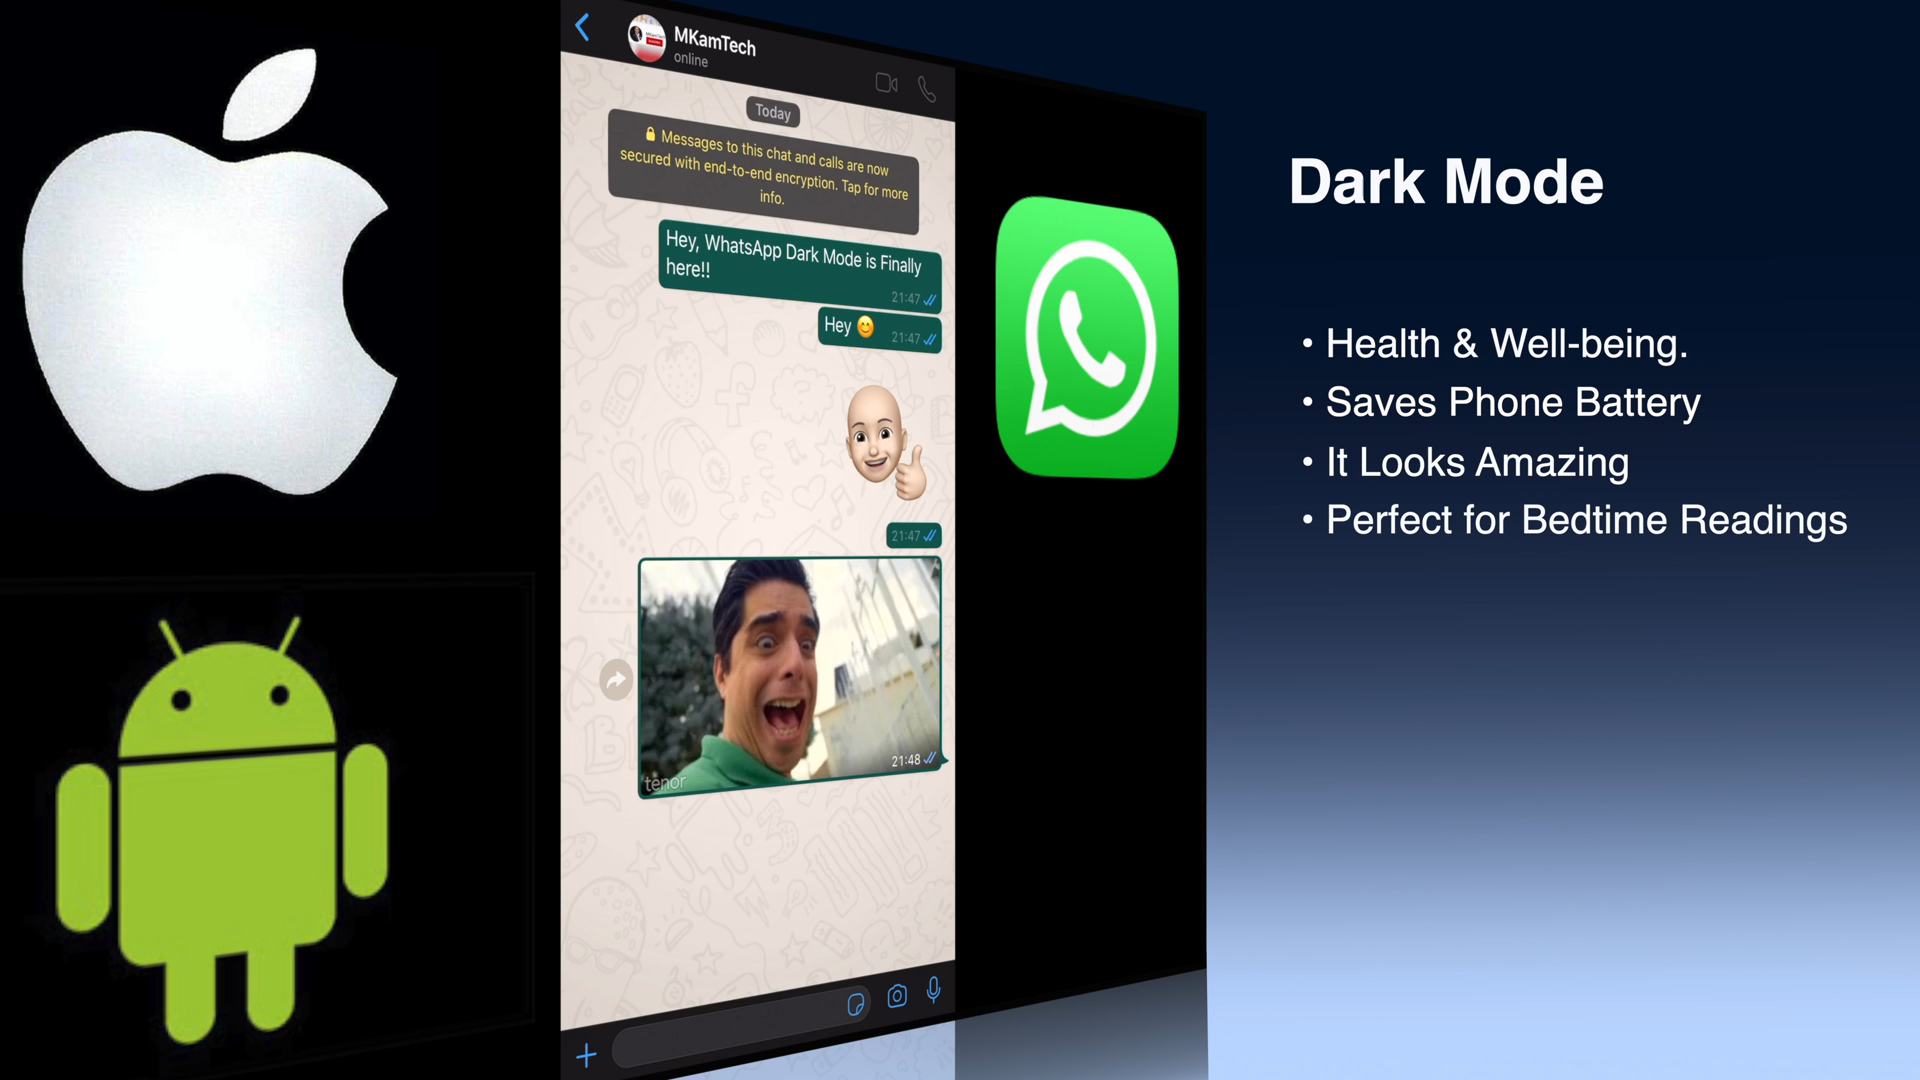 MKamTech
online
Today
Messages to this chat and calls are now
secured with end-to-end encryption. Tap for more
info.
Hey, WhatsApp Dark Mode is Finally
here!!
21:47
Hey 😊
21:47
21:47
tenor
21:48
Dark Mode
• Health & Well-being.
• Saves Phone Battery
• It Looks Amazing
• Perfect for Bedtime Readings